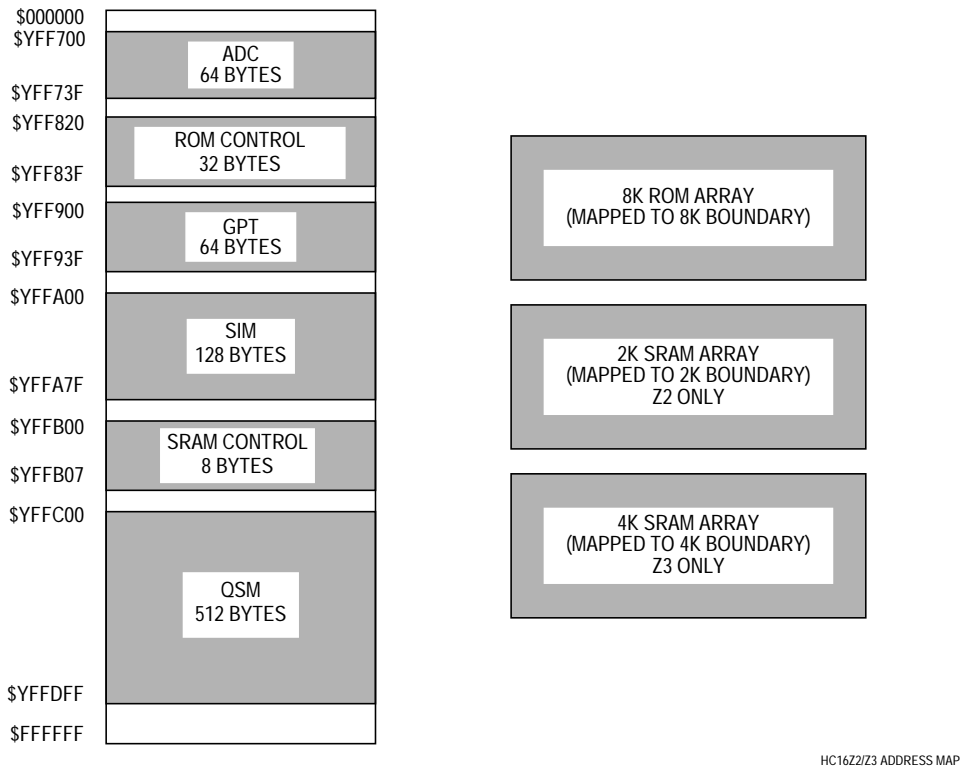 $000000
$YFF700
ADC
64 BYTES
$YFF73F
$YFF820
ROM CONTROL
32 BYTES
$YFF83F
$YFF900
GPT
64 BYTES
$YFF93F
$YFFA00
SIM
128 BYTES
$YFFA7F
$YFFB00
SRAM CONTROL
8 BYTES
$YFFB07
$YFFC00
QSM
512 BYTES
$YFFDFF
$FFFFFF
8K ROM ARRAY
(MAPPED TO 8K BOUNDARY)
2K SRAM ARRAY
(MAPPED TO 2K BOUNDARY)
Z2 ONLY
4K SRAM ARRAY
(MAPPED TO 4K BOUNDARY)
Z3 ONLY
HC16Z2/Z3 ADDRESS MAP